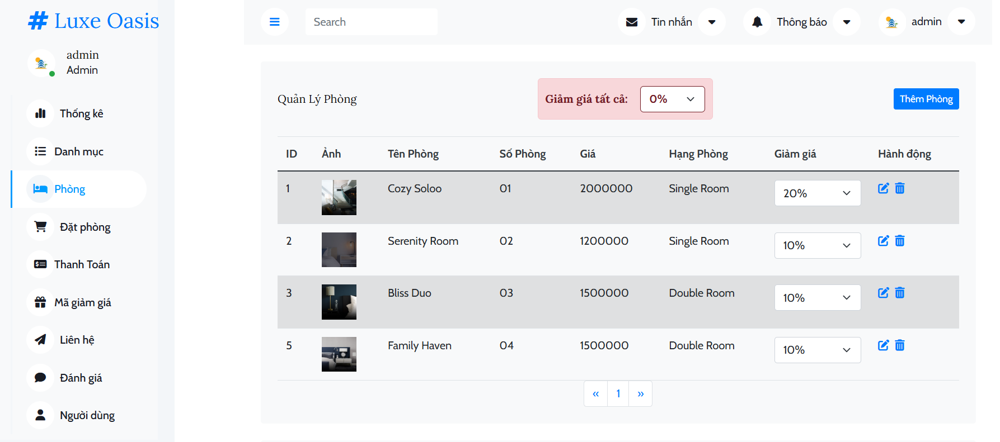 # Luxe Oasis
admin
Admin
Thống kê
Danh mục
Phòng
Đặt phòng
Thanh Toán
Mã giảm giá
Liên hệ
Đánh giá
Người dùng
Search
Tin nhắn
Thông báo
admin
Quản Lý Phòng
Giảm giá tất cả: 0%
Thêm Phòng
ID Ảnh Tên Phòng Số Phòng Giá Hạng Phòng Giảm giá Hành động
1 Cozy Soloo 01 2000000 Single Room 20%
2 Serenity Room 02 1200000 Single Room 10%
3 Bliss Duo 03 1500000 Double Room 10%
5 Family Haven 04 1500000 Double Room 10%
« 1 »